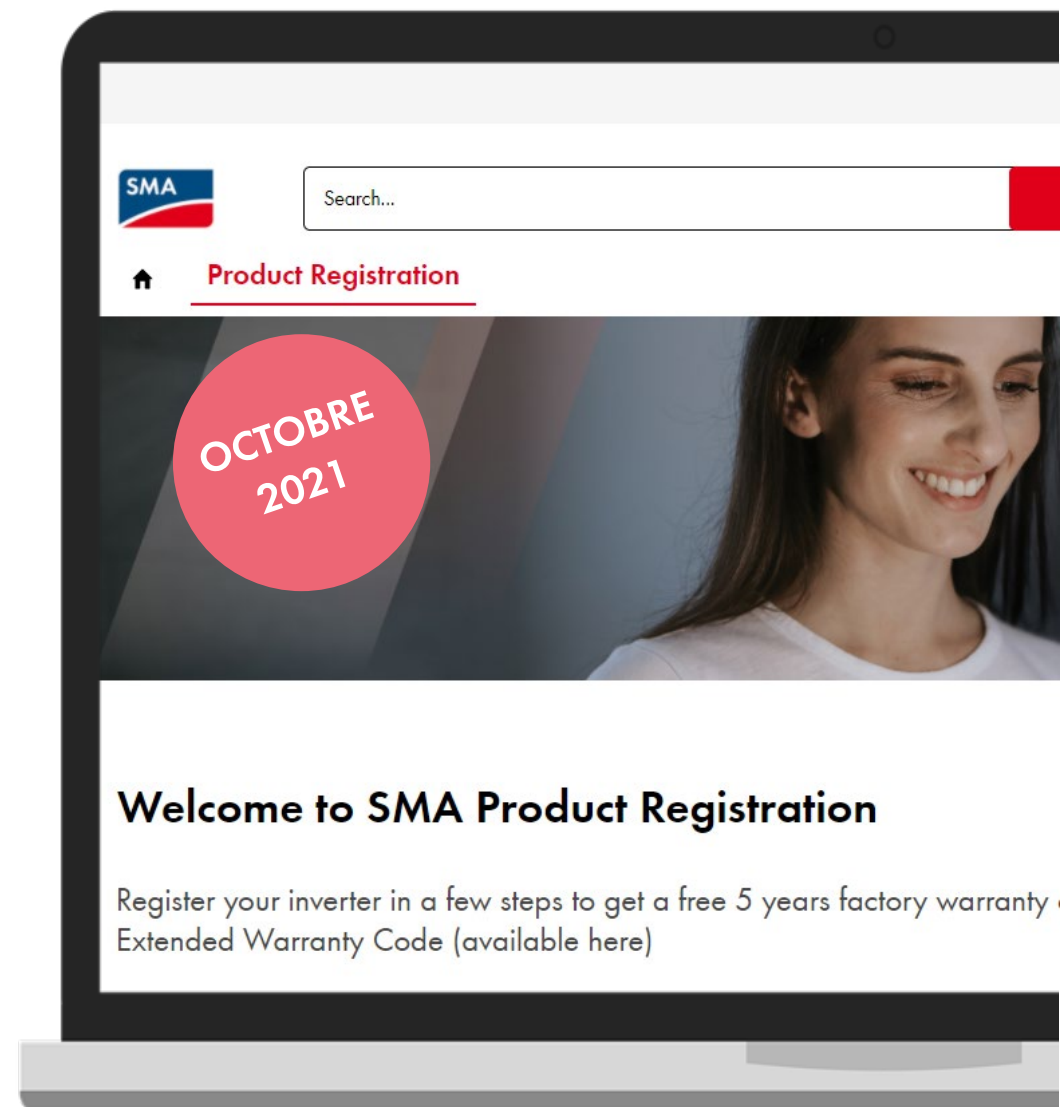 SMA
Search...
Product Registration
OCTOBRE
2021
Welcome to SMA Product Registration
Register your inverter in a few steps to get a free 5 years factory warranty
Extended Warranty Code (available here)